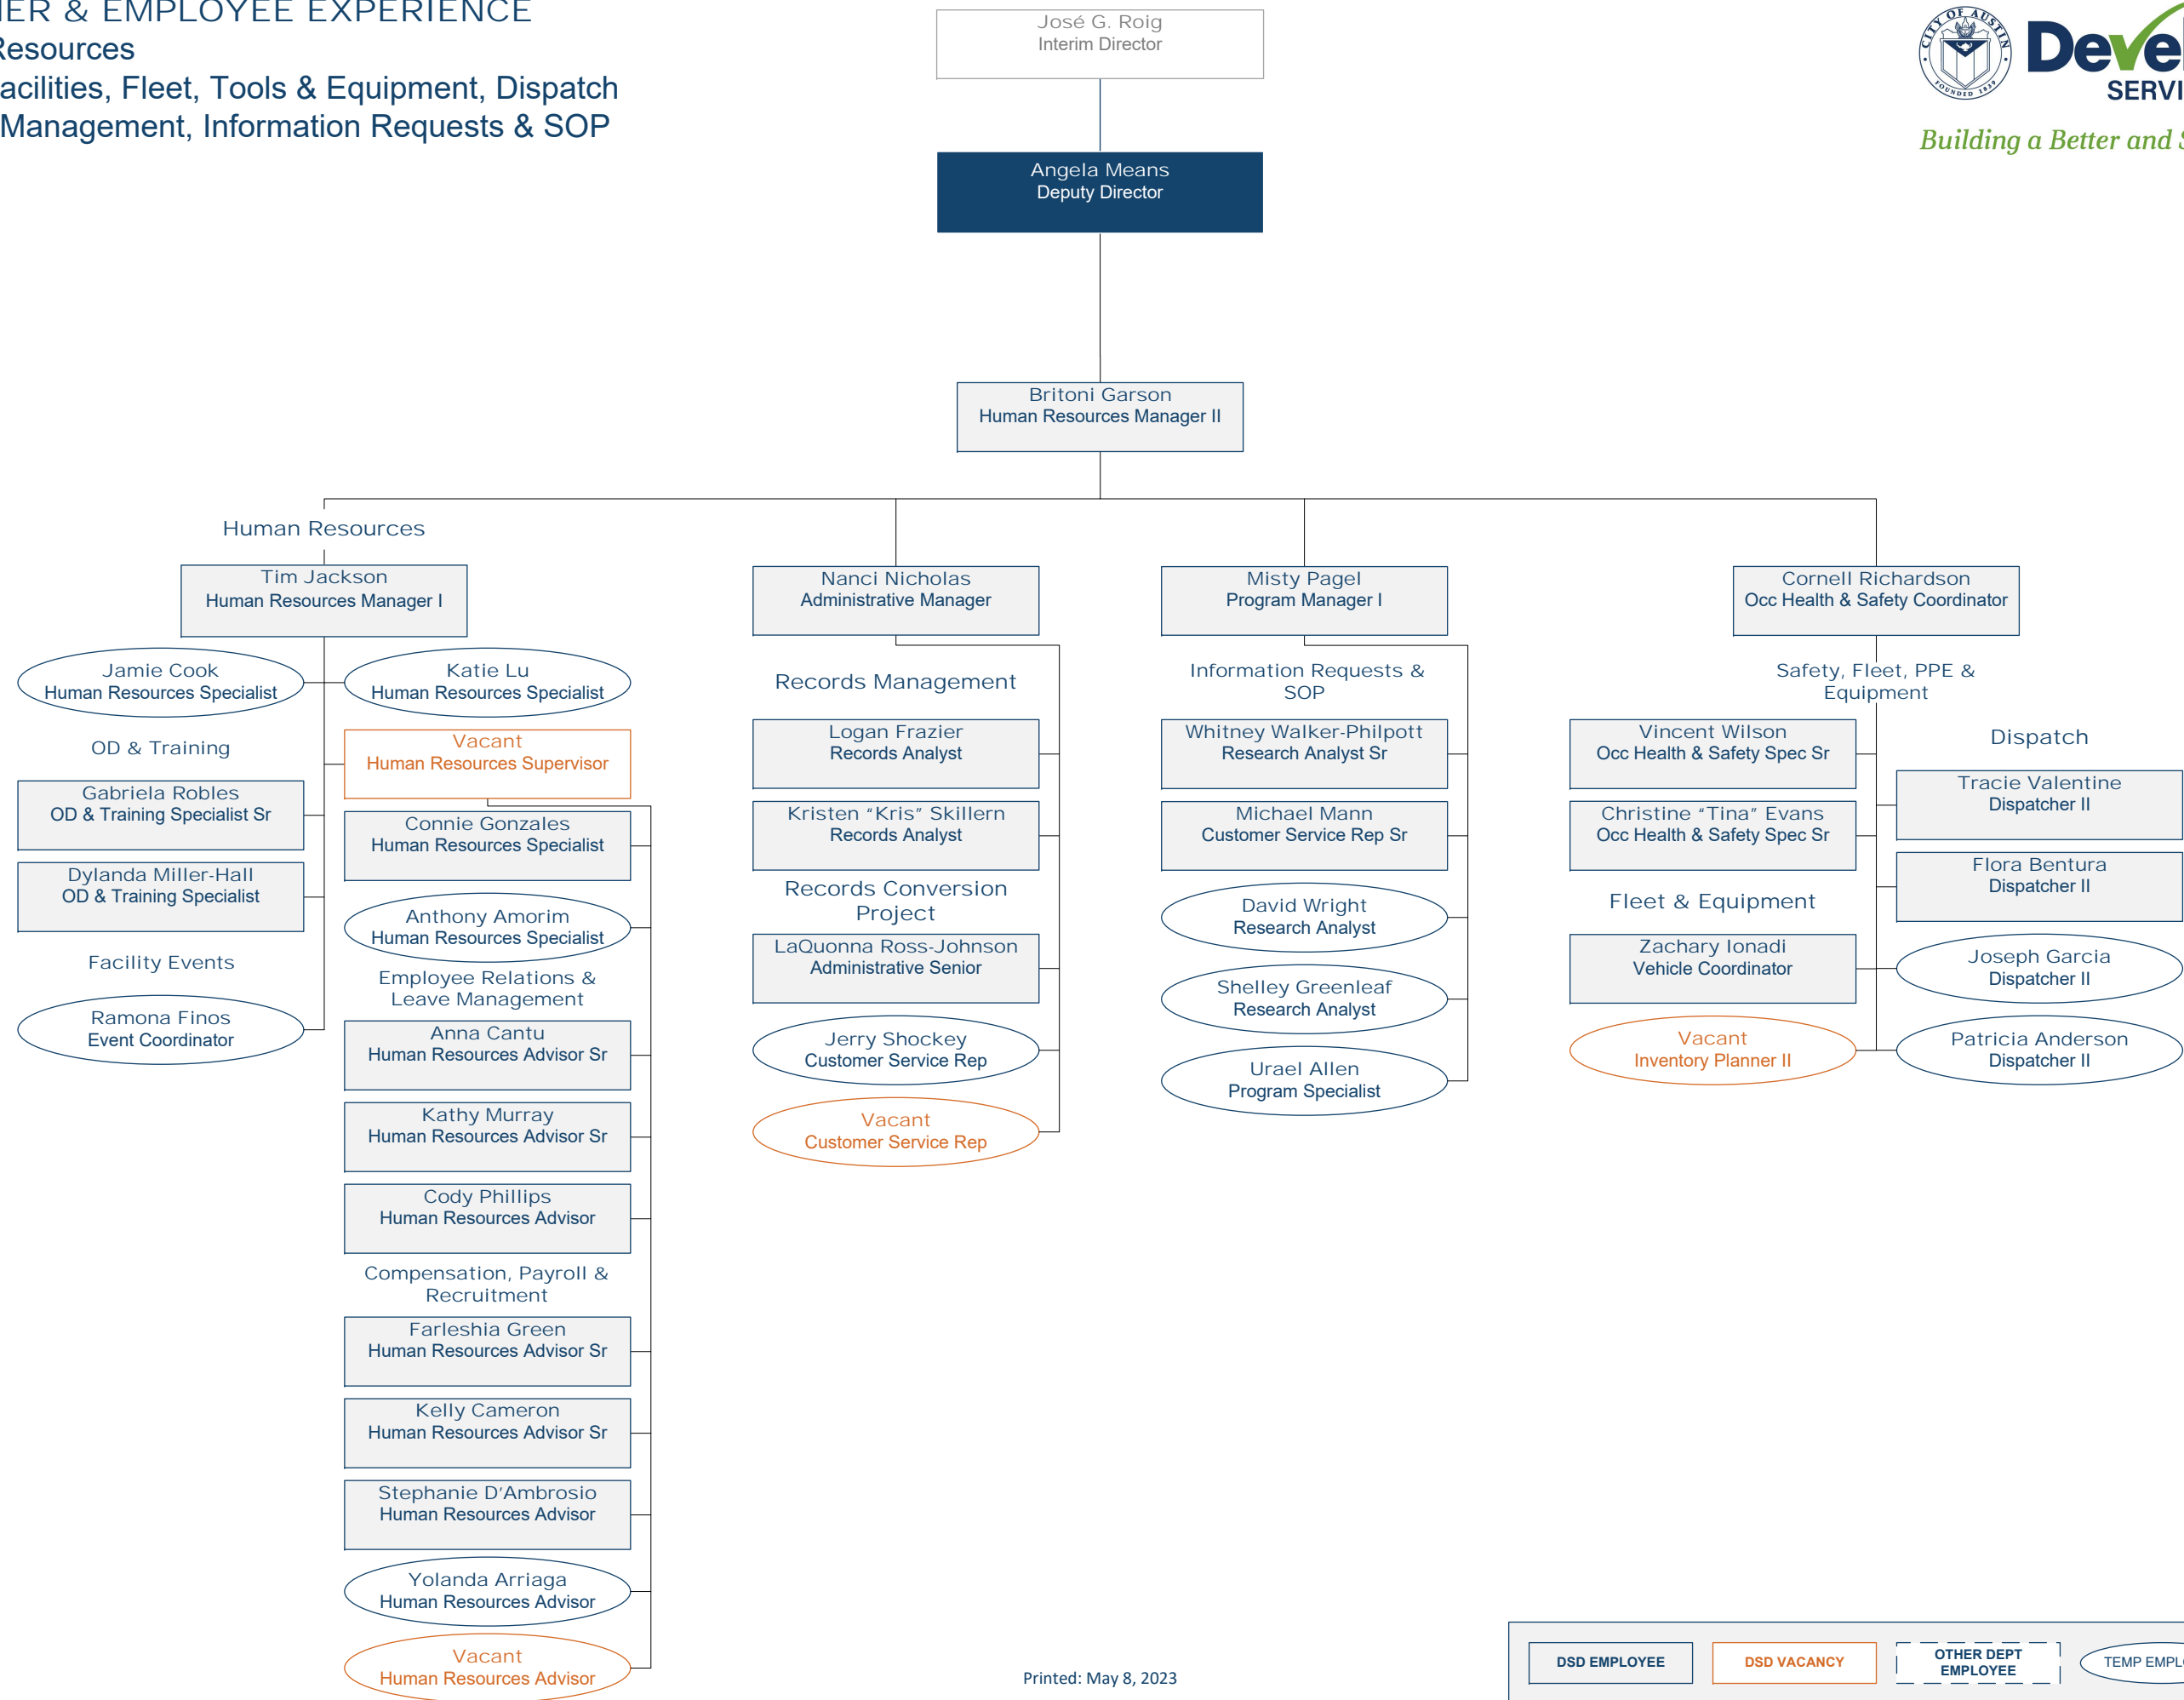 & EMPLOYEE EXPERIENCE
Resources
Facilities, Fleet, Tools & Equipment, Dispatch
Management, Information Requests & SOP
José G. Roig
Interim Director
CITY OF AUSTIN
FOUNDED 1839
SERVI
Building a Better and
Angela Means
Deputy Director
Britoni Garson
Human Resources Manager II
Human Resources
Tim Jackson
Human Resources Manager I
Jamie Cook
Human Resources Specialist
Katie Lu
Human Resources Specialist
OD & Training
Gabriela Robles
OD & Training Specialist Sr
Dylanda Miller-Hall
OD & Training Specialist
Facility Events
Ramona Finos
Event Coordinator
Vacant
Human Resources Supervisor
Connie Gonzales
Human Resources Specialist
Anthony Amorim
Human Resources Specialist
Employee Relations &
Leave Management
Anna Cantu
Human Resources Advisor Sr
Kathy Murray
Human Resources Advisor Sr
Cody Phillips
Human Resources Advisor
Compensation, Payroll &
Recruitment
Farleshia Green
Human Resources Advisor Sr
Kelly Cameron
Human Resources Advisor Sr
Stephanie D’Ambrosio
Human Resources Advisor
Yolanda Arriaga
Human Resources Advisor
Vacant
Human Resources Advisor
Nanci Nicholas
Administrative Manager
Records Management
Logan Frazier
Records Analyst
Kristen “Kris” Skillern
Records Analyst
Records Conversion
Project
LaQuonna Ross-Johnson
Administrative Senior
Jerry Shockey
Customer Service Rep
Vacant
Customer Service Rep
Misty Pagel
Program Manager I
Information Requests &
SOP
Whitney Walker-Philpott
Research Analyst Sr
Michael Mann
Customer Service Rep Sr
David Wright
Research Analyst
Shelley Greenleaf
Research Analyst
Urael Allen
Program Specialist
Cornell Richardson
Occ Health & Safety Coordinator
Safety, Fleet, PPE &
Equipment
Vincent Wilson
Occ Health & Safety Spec Sr
Christine “Tina” Evans
Occ Health & Safety Spec Sr
Fleet & Equipment
Zachary Ionadi
Vehicle Coordinator
Vacant
Inventory Planner II
Dispatch
Tracie Valentine
Dispatcher II
Flora Bentura
Dispatcher II
Joseph Garcia
Dispatcher II
Patricia Anderson
Dispatcher II
Printed: May 8, 2023
DSD EMPLOYEE
DSD VACANCY
OTHER DEPT
EMPLOYEE
TEMP